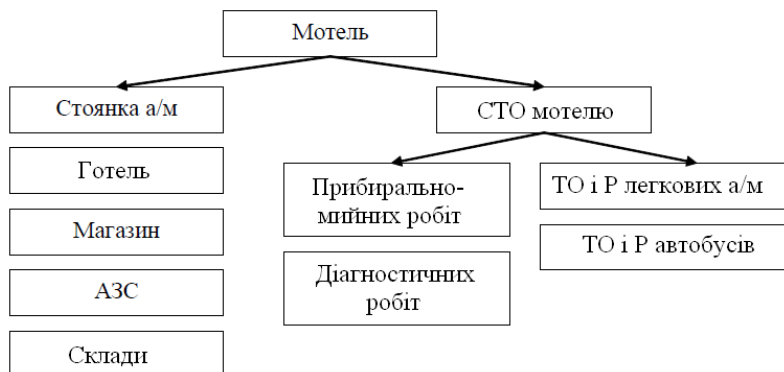 Мотель
Стоянка а/м
СТО мотелю
Готель
Прибирально-
мийних робіт
ТО і Р легкових а/м
Магазин
ТО і Р автобусів
АЗС
Діагностичних
робіт
Склади